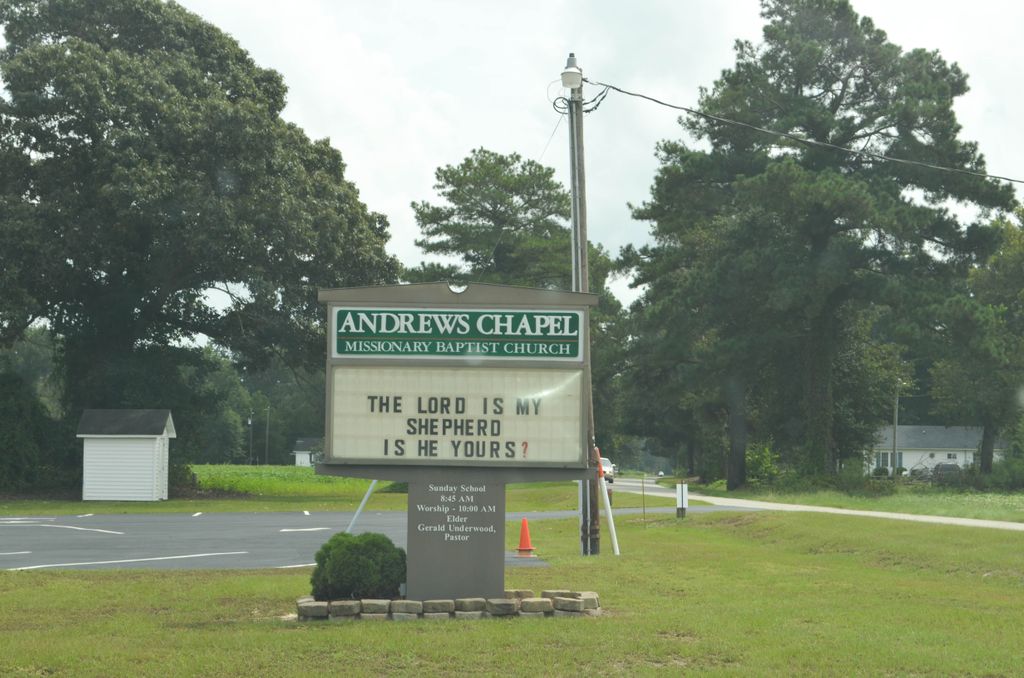 ANDREWS CHAPEL
MISSIONARY BAPTIST CHURCH
THE LORD IS MY
SHEPHERD
IS HE YOURS?
Sunday School
8:45 AM
Worship - 10:00 AM
Elder
Gerald Underwood,
Pastor